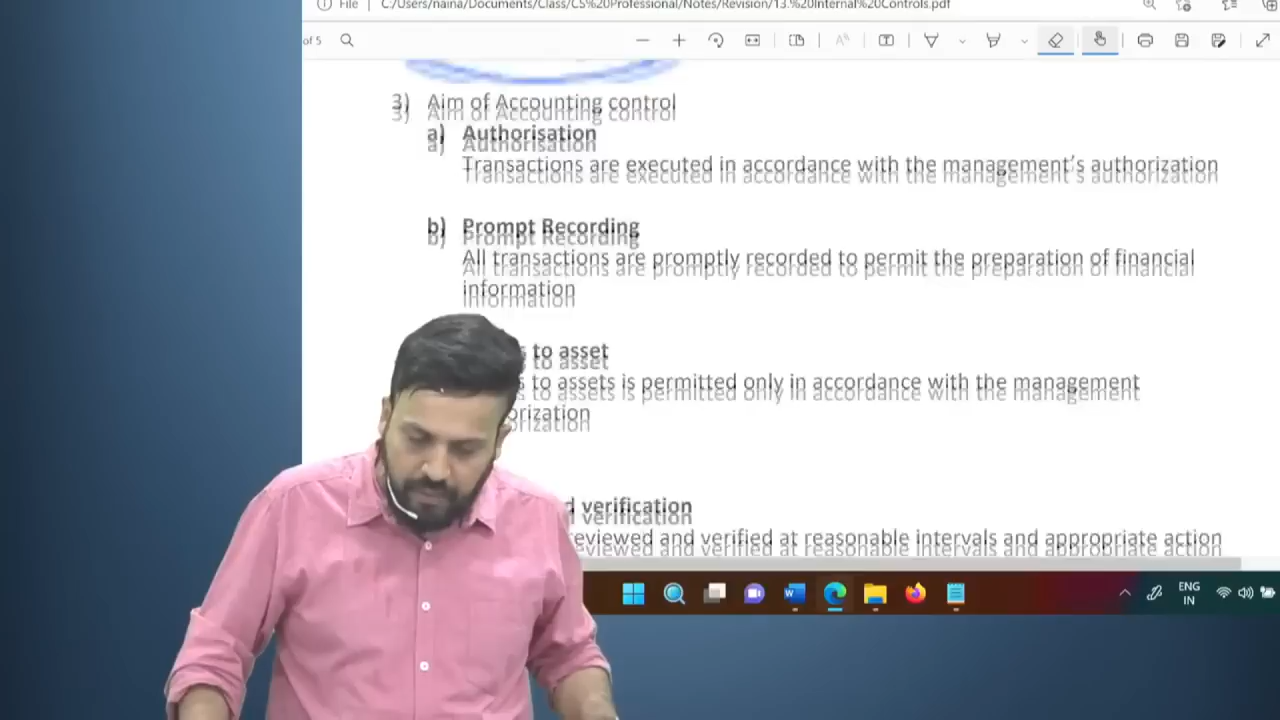 File C:/Users/naina/Documents/Class/CS%20Professional/Notes/Revision/13.%20Internal%20Controls.pdf
of 5
3) Aim of Accounting control
a) Authorisation
Transactions are executed in accordance with the management's authorization
b) Prompt Recording
All transactions are promptly recorded to permit the preparation of financial
information
to asset
to assets is permitted only in accordance with the management
verification
and verified at reasonable intervals and appropriate action
ENG
IN